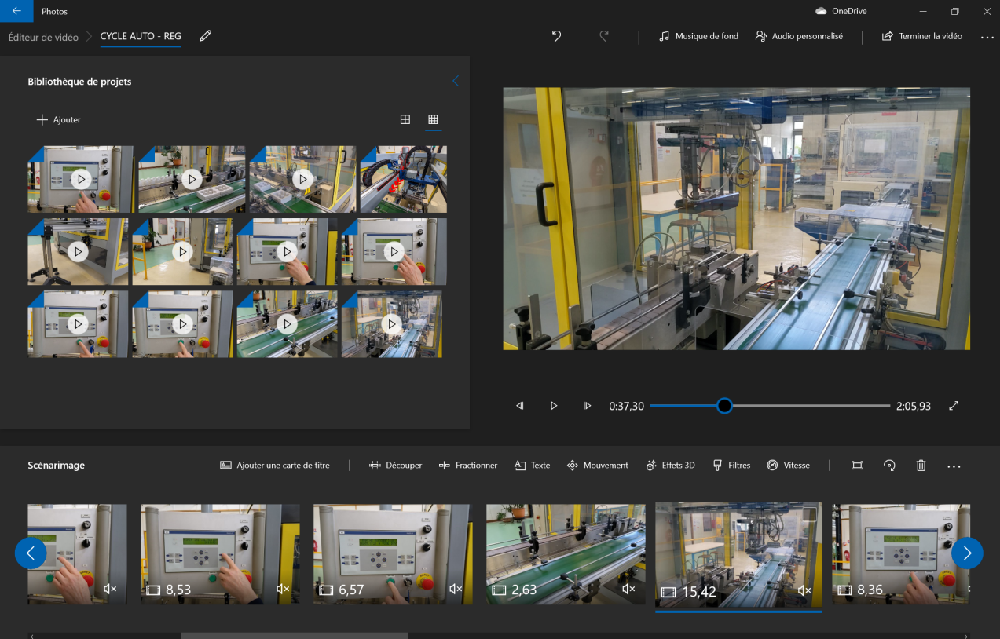 Photos
OneDrive
Éditeur de vidéo
CYCLE AUTO - REG
Musique de fond
Audio personnalisé
Terminer la vidéo
Bibliothèque de projets
Ajouter
0:37,30
2:05,93
Scénarimage
Ajouter une carte de titre
Découper
Fractionner
Texte
Mouvement
Effets 3D
Filtres
Vitesse
8,53
6,57
2,63
15,42
8,36